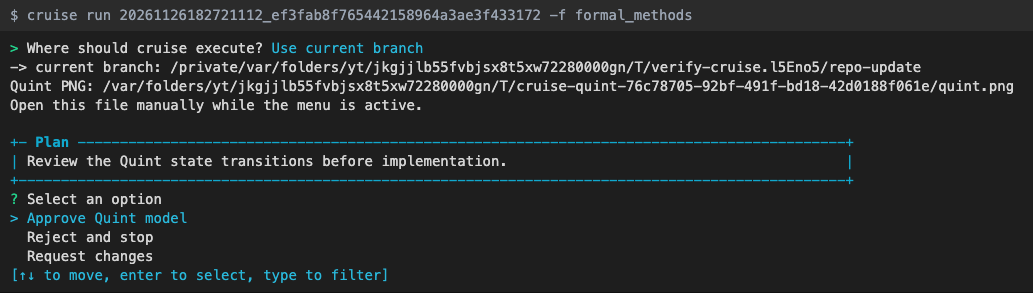 $ cruise run 20261126182721112_ef3fab8f765442158964a3ae3f433172 -f formal_methods
> Where should cruise execute? Use current branch
-> current branch: /private/var/folders/yt/jkgjjlb55fvbjsx8t5xw72280000gn/T/verify-cruise.l5Eno5/repo-update
Quint PNG: /var/folders/yt/jkgjjlb55fvbjsx8t5xw72280000gn/T/cruise-quint-76c78705-92bf-491f-bd18-42d0188f061e/quint.png
Open this file manually while the menu is active.
+- Plan -------------------------------------------------------------------------------------------+
| Review the Quint state transitions before implementation. |
+--------------------------------------------------------------------------------------------------+
? Select an option
> Approve Quint model
Reject and stop
Request changes
[↑↓ to move, enter to select, type to filter]